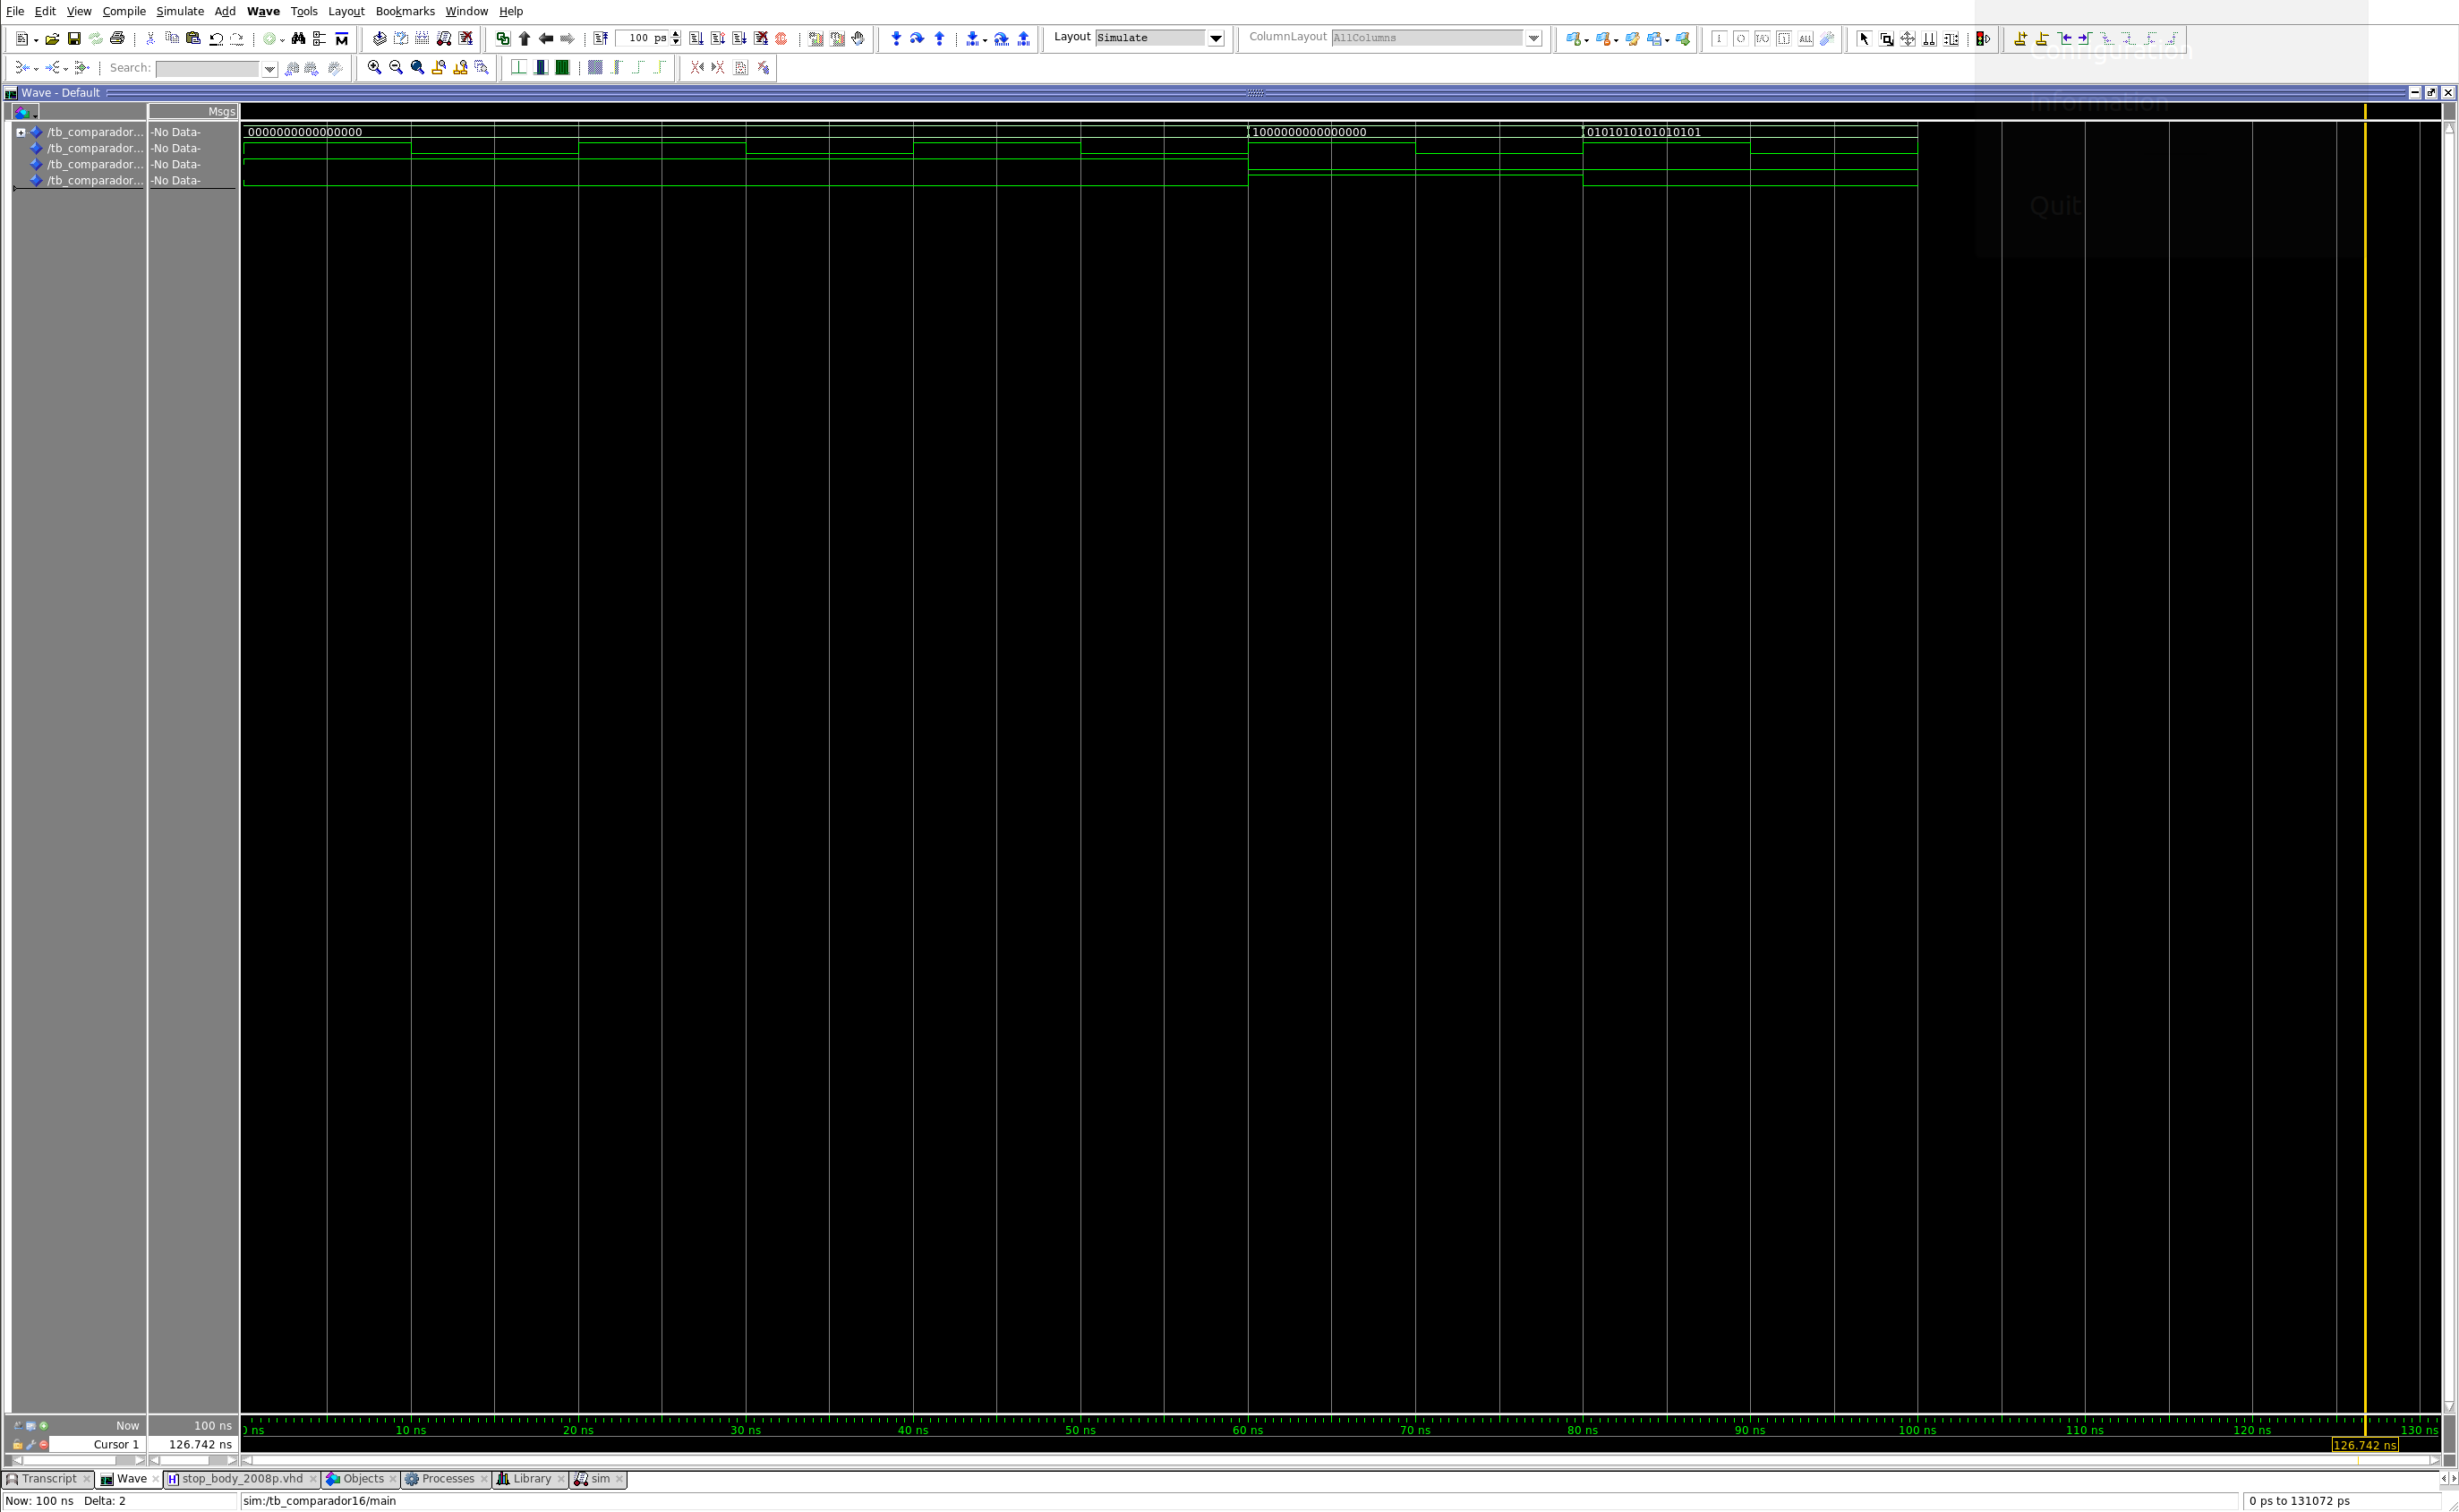 File Edit View Compile Simulate Add Wave Tools Layout Bookmarks Window Help
100 ps Layout Simulate ColumnLayout AllColumns
Configuration
Search:
Wave - Default
Information
Msgs
/tb_comparador... -No Data- 0000000000000000 1000000000000000 0101010101010101
/tb_comparador... -No Data-
/tb_comparador... -No Data-
/tb_comparador... -No Data-
Quit
Now 100 ns 0 ns 10 ns 20 ns 30 ns 40 ns 50 ns 60 ns 70 ns 80 ns 90 ns 100 ns 110 ns 120 ns 130 ns
Cursor 1 126.742 ns 126.742 ns
Transcript Wave stop_body_2008p.vhd Objects Processes Library sim
Now: 100 ns Delta: 2 sim:/tb_comparador16/main 0 ps to 131072 ps